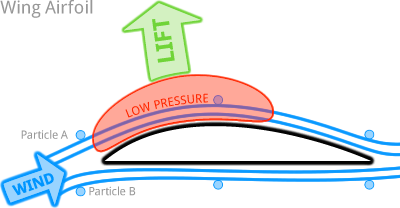 Wing Airfoil
LIFT
LOW PRESSURE
Particle A
WIND
Particle B